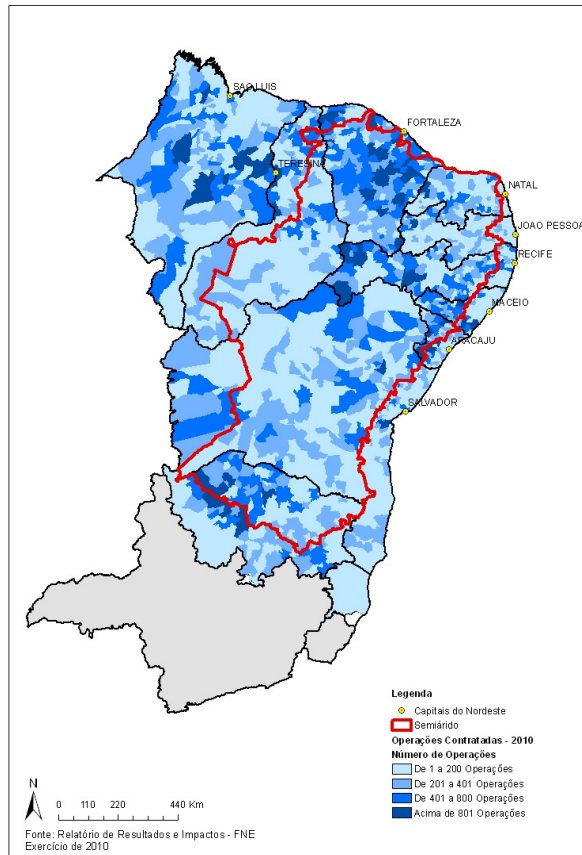 SAO LUIS
FORTALEZA
TERESINA
NATAL
JOAO PESSOA
RECIFE
MACEIO
ARACAJU
SALVADOR
Legenda
Capitais do Nordeste
Semiárido
Operações Contratadas - 2010
Número de Operações
De 1 a 200 Operações
De 201 a 401 Operações
De 401 a 800 Operações
Acima de 801 Operações
N
0 110 220 440 Km
Fonte: Relatório de Resultados e Impactos - FNE
Exercício de 2010